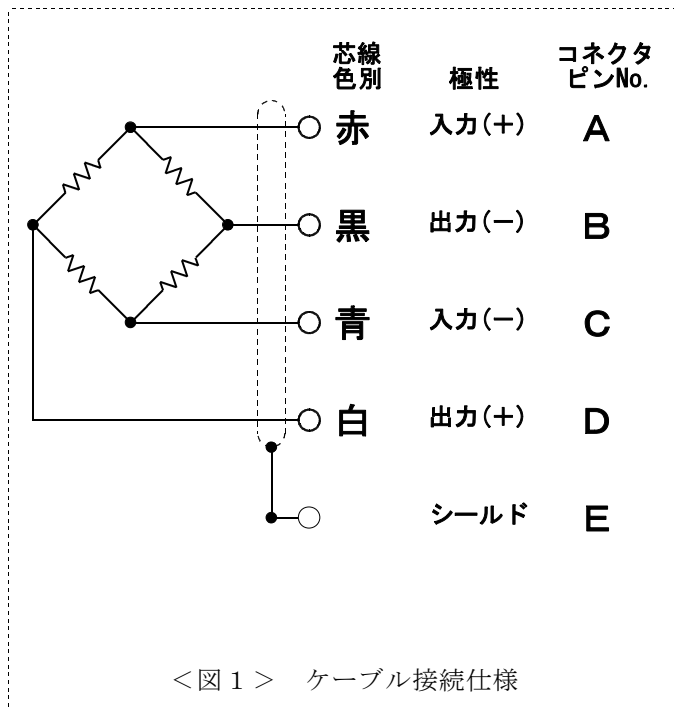 芯線 コネクタ
色別 極性 ピンNo.
赤 入力(+) A
黒 出力(−) B
青 入力(−) C
白 出力(+) D
シールド E
＜図１＞ ケーブル接続仕様